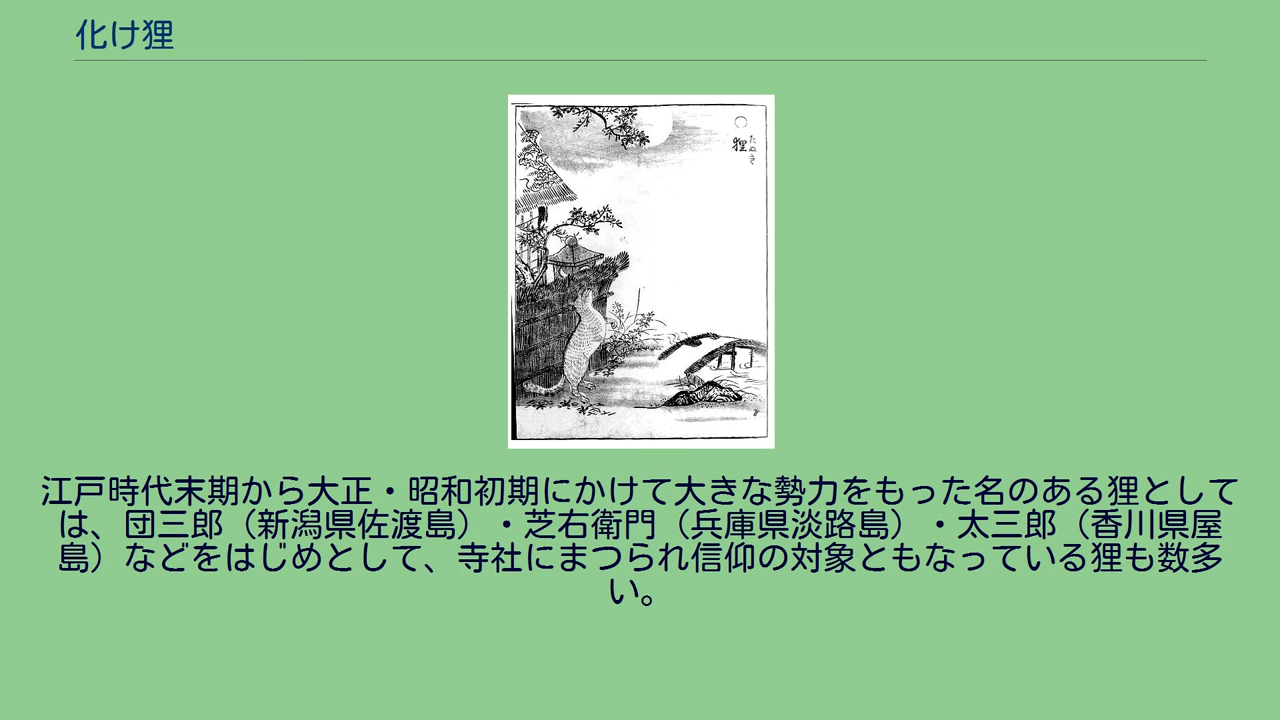 化け狸
たぬき
狸
江戸時代末期から大正・昭和初期にかけて大きな勢力をもった名のある狸として
は、団三郎（新潟県佐渡島）・芝右衛門（兵庫県淡路島）・太三郎（香川県屋
島）などをはじめとして、寺社にまつられ信仰の対象ともなっている狸も数多
い。